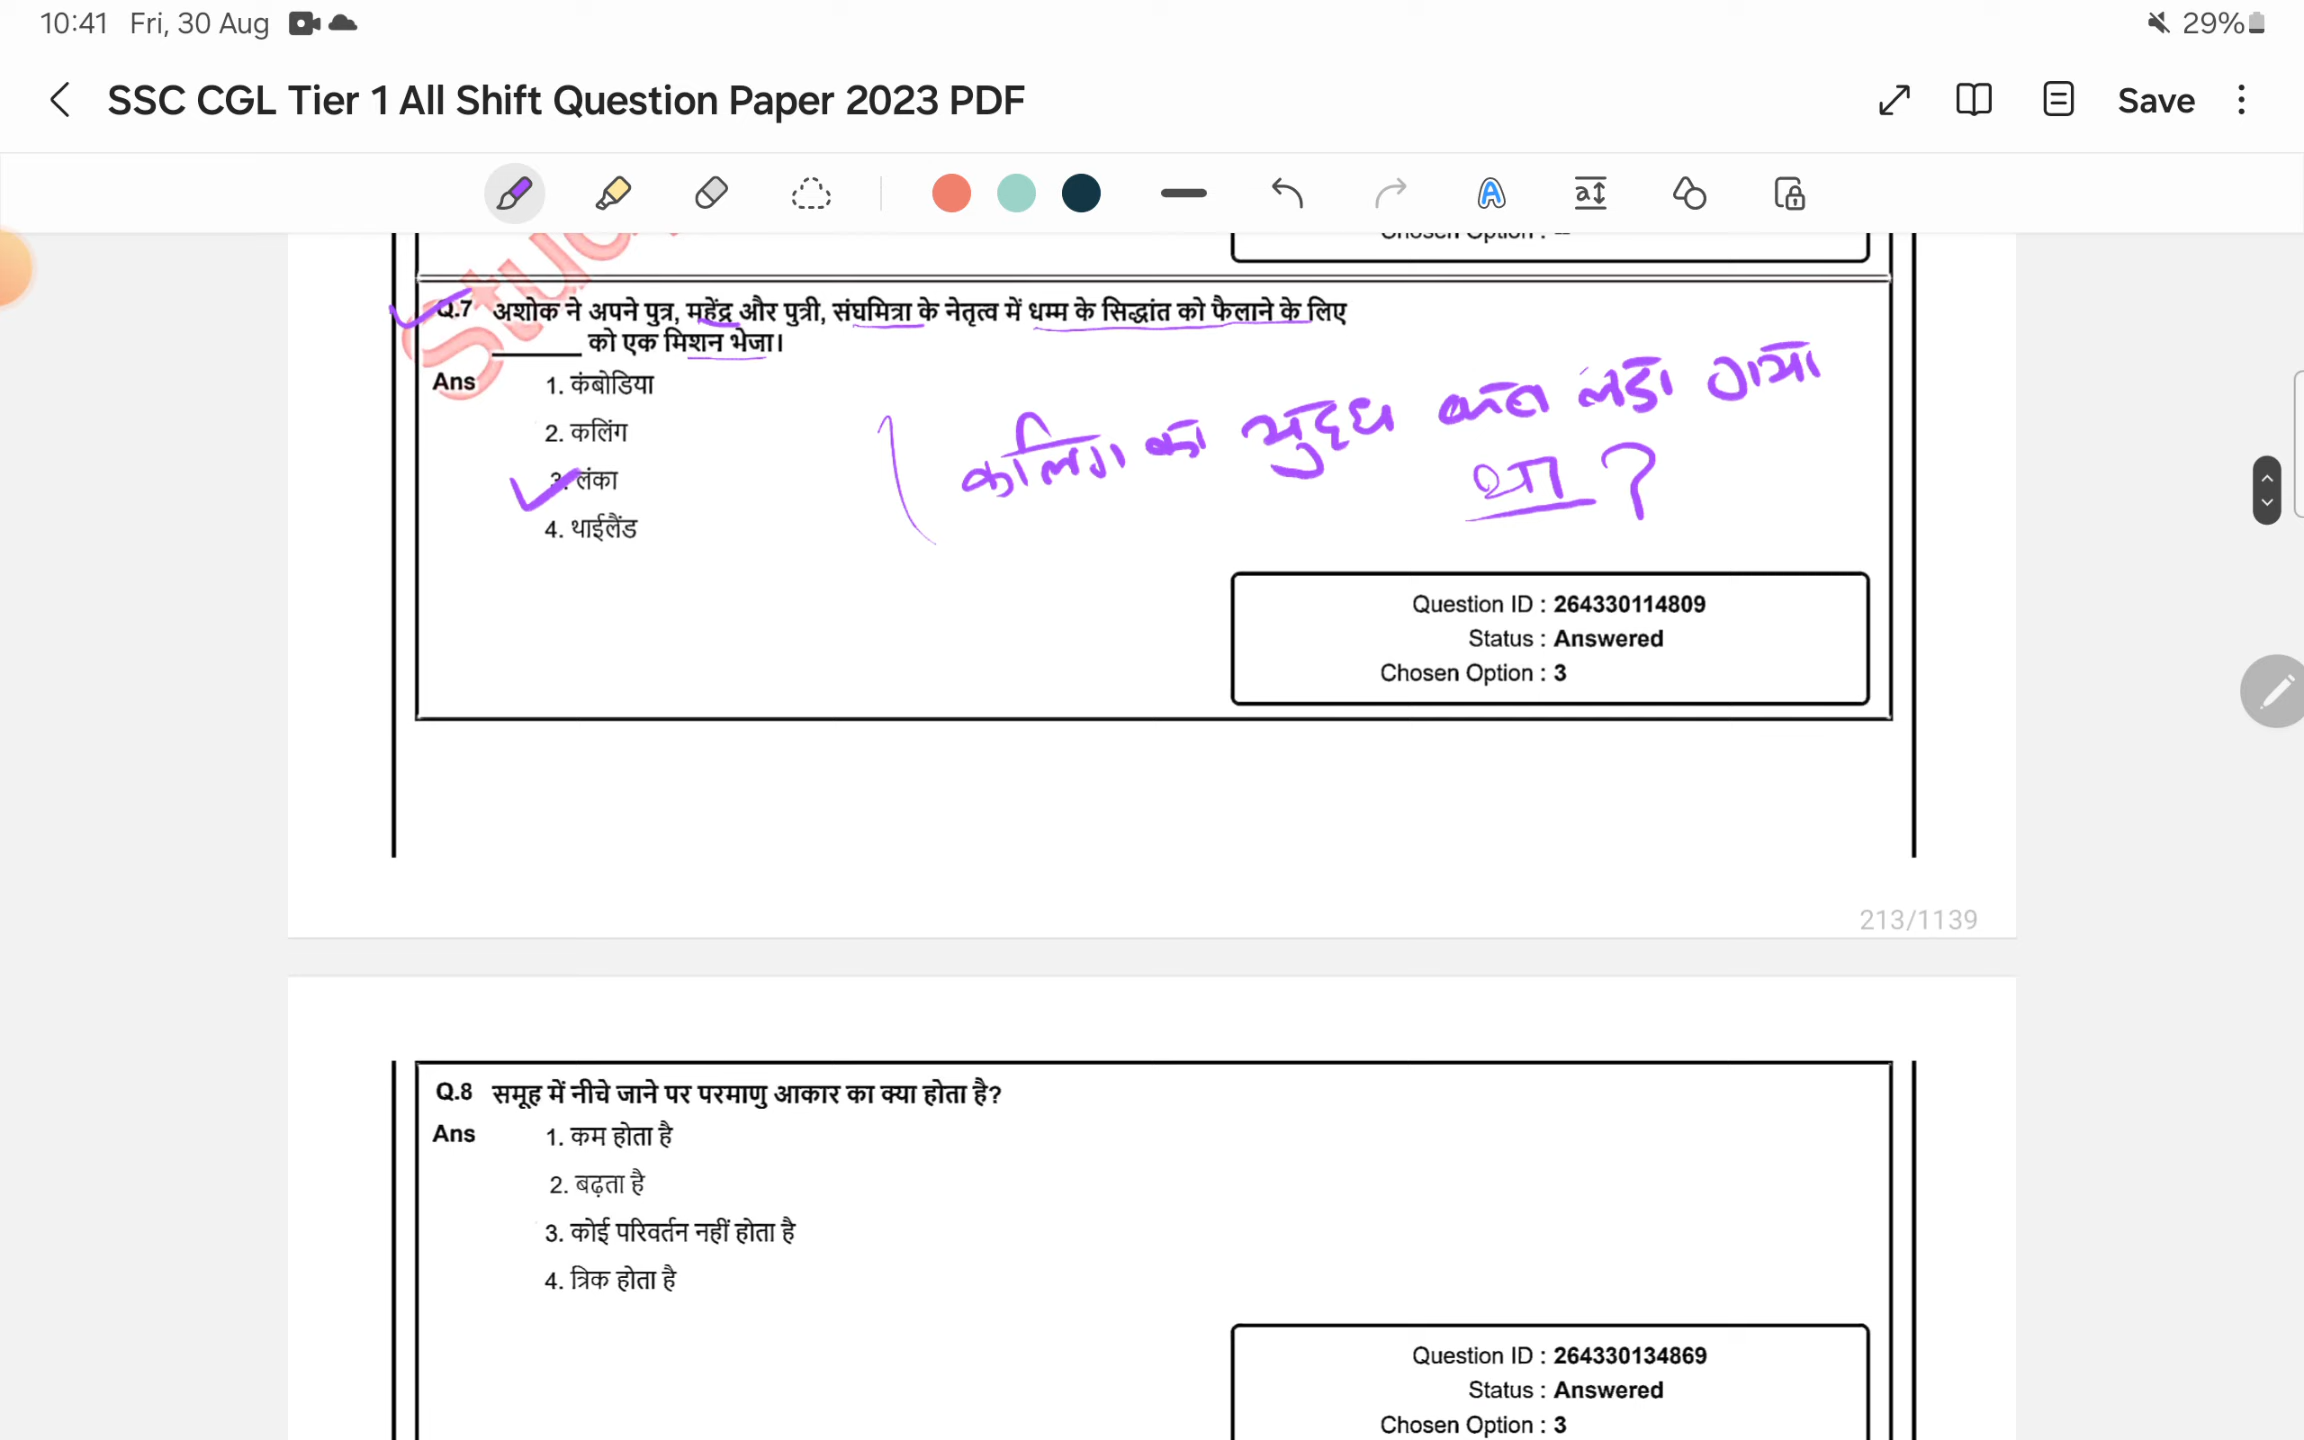 10:41 Fri, 30 Aug
29%
SSC CGL Tier 1 All Shift Question Paper 2023 PDF
Save
Chosen Option : --
Q.7 अशोक ने अपने पुत्र, महेंद्र और पुत्री, संघमित्रा के नेतृत्व में धम्म के सिद्धांत को फैलाने के लिए
________ को एक मिशन भेजा।
Ans 1. कंबोडिया
2. कलिंग
3. लंका
4. थाईलैंड
कलिंग का युद्ध कब लड़ा गया
था ?
Question ID : 264330114809
Status : Answered
Chosen Option : 3
213/1139
Q.8 समूह में नीचे जाने पर परमाणु आकार का क्या होता है?
Ans 1. कम होता है
2. बढ़ता है
3. कोई परिवर्तन नहीं होता है
4. त्रिक होता है
Question ID : 264330134869
Status : Answered
Chosen Option : 3